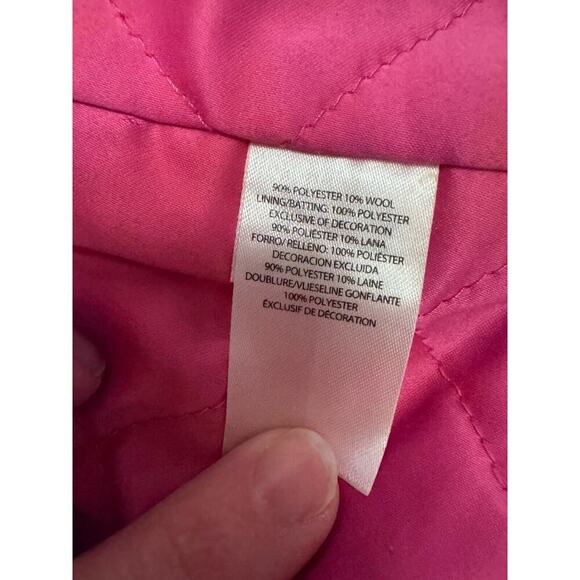 90% POLYESTER 10% WOOL
LINING/BATTING: 100% POLYESTER
EXCLUSIVE OF DECORATION
90% POLIÉSTER 10% LANA
FORRO/ RELLENO: 100% POLIÉSTER
DECORACION EXCLUIDA
90% POLYESTER 10% LAINE
DOUBLURE/VLIESELINE GONFLANTE
100% POLYESTER
EXCLUSIF DE DÉCORATION